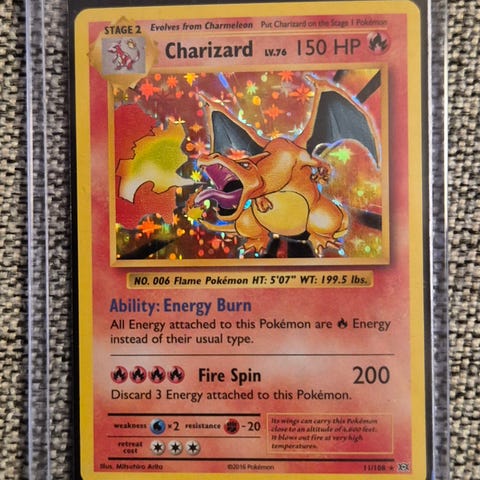 STAGE 2 Evolves from Charmeleon Put Charizard on the Stage 1 Pokémon
Charizard LV.76 150 HP
NO. 006 Flame Pokémon HT: 5'07" WT: 199.5 lbs.
Ability: Energy Burn
All Energy attached to this Pokémon are Energy
instead of their usual type.
Fire Spin 200
Discard 3 Energy attached to this Pokémon.
weakness ×2 resistance -20
retreat
cost
Its wings can carry this Pokémon
close to an altitude of 4,600 feet.
It blows out fire at very high
temperatures.
Illus. Mitsuhiro Arita ©2016 Pokémon 11/108